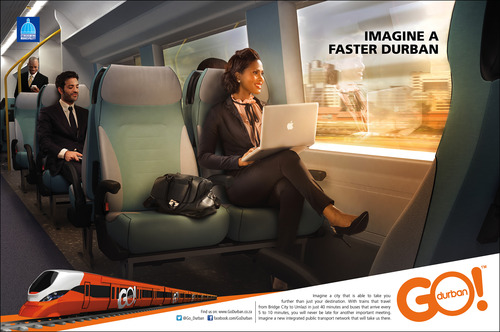 IMAGINE A
FASTER DURBAN
Imagine a city that is able to take you
further than just your destination. With trains that travel
from Bridge City to Umlazi in just 40 minutes and buses that arrive every
5 to 10 minutes, you will never be late for another important meeting.
Imagine a new integrated public transport network that will take us there.
GO!
Find us on: www.GoDurban.co.za
@Go_Durban facebook.com/GoDurban
GO!
durban
TM